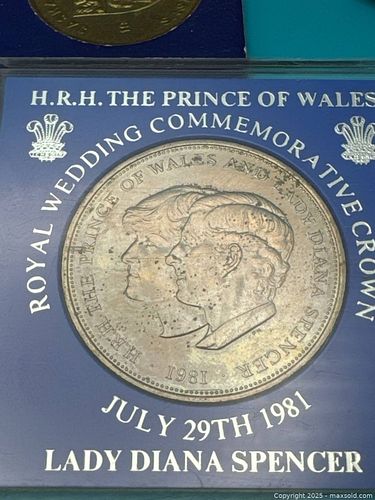 H.R.H. THE PRINCE OF WALES
ROYAL WEDDING COMMEMORATIVE CROWN
H.R.H. THE PRINCE OF WALES AND LADY DIANA SPENCER
1981
JULY 29TH 1981
LADY DIANA SPENCER
Copyright 2025 - maxsold.com